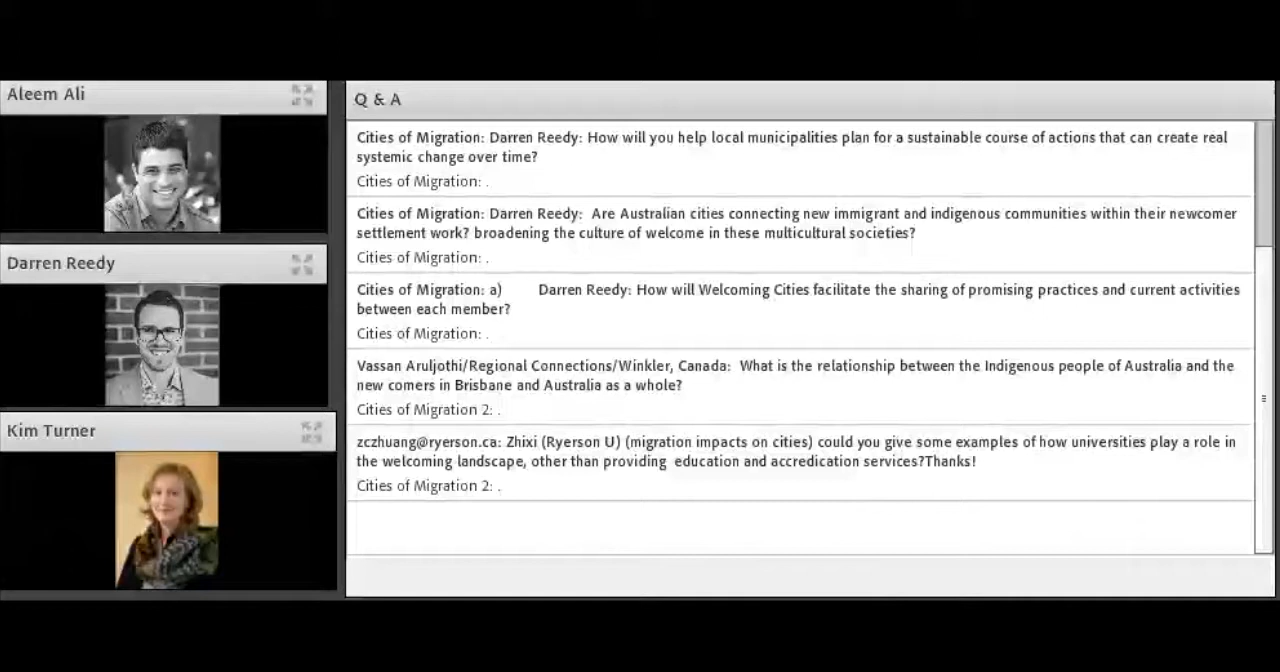 Aleem Ali
Darren Reedy
Kim Turner
Q & A
Cities of Migration: Darren Reedy: How will you help local municipalities plan for a sustainable course of actions that can create real
systemic change over time?
Cities of Migration: .
Cities of Migration: Darren Reedy:  Are Australian cities connecting new immigrant and indigenous communities within their newcomer
settlement work? broadening the culture of welcome in these multicultural societies?
Cities of Migration: .
Cities of Migration: a) Darren Reedy: How will Welcoming Cities facilitate the sharing of promising practices and current activities
between each member?
Cities of Migration: .
Vassan Aruljothi/Regional Connections/Winkler, Canada:  What is the relationship between the Indigenous people of Australia and the
new comers in Brisbane and Australia as a whole?
Cities of Migration 2: .
zczhuang@ryerson.ca: Zhixi (Ryerson U) (migration impacts on cities) could you give some examples of how universities play a role in
the welcoming landscape, other than providing  education and accredication services?Thanks!
Cities of Migration 2: .